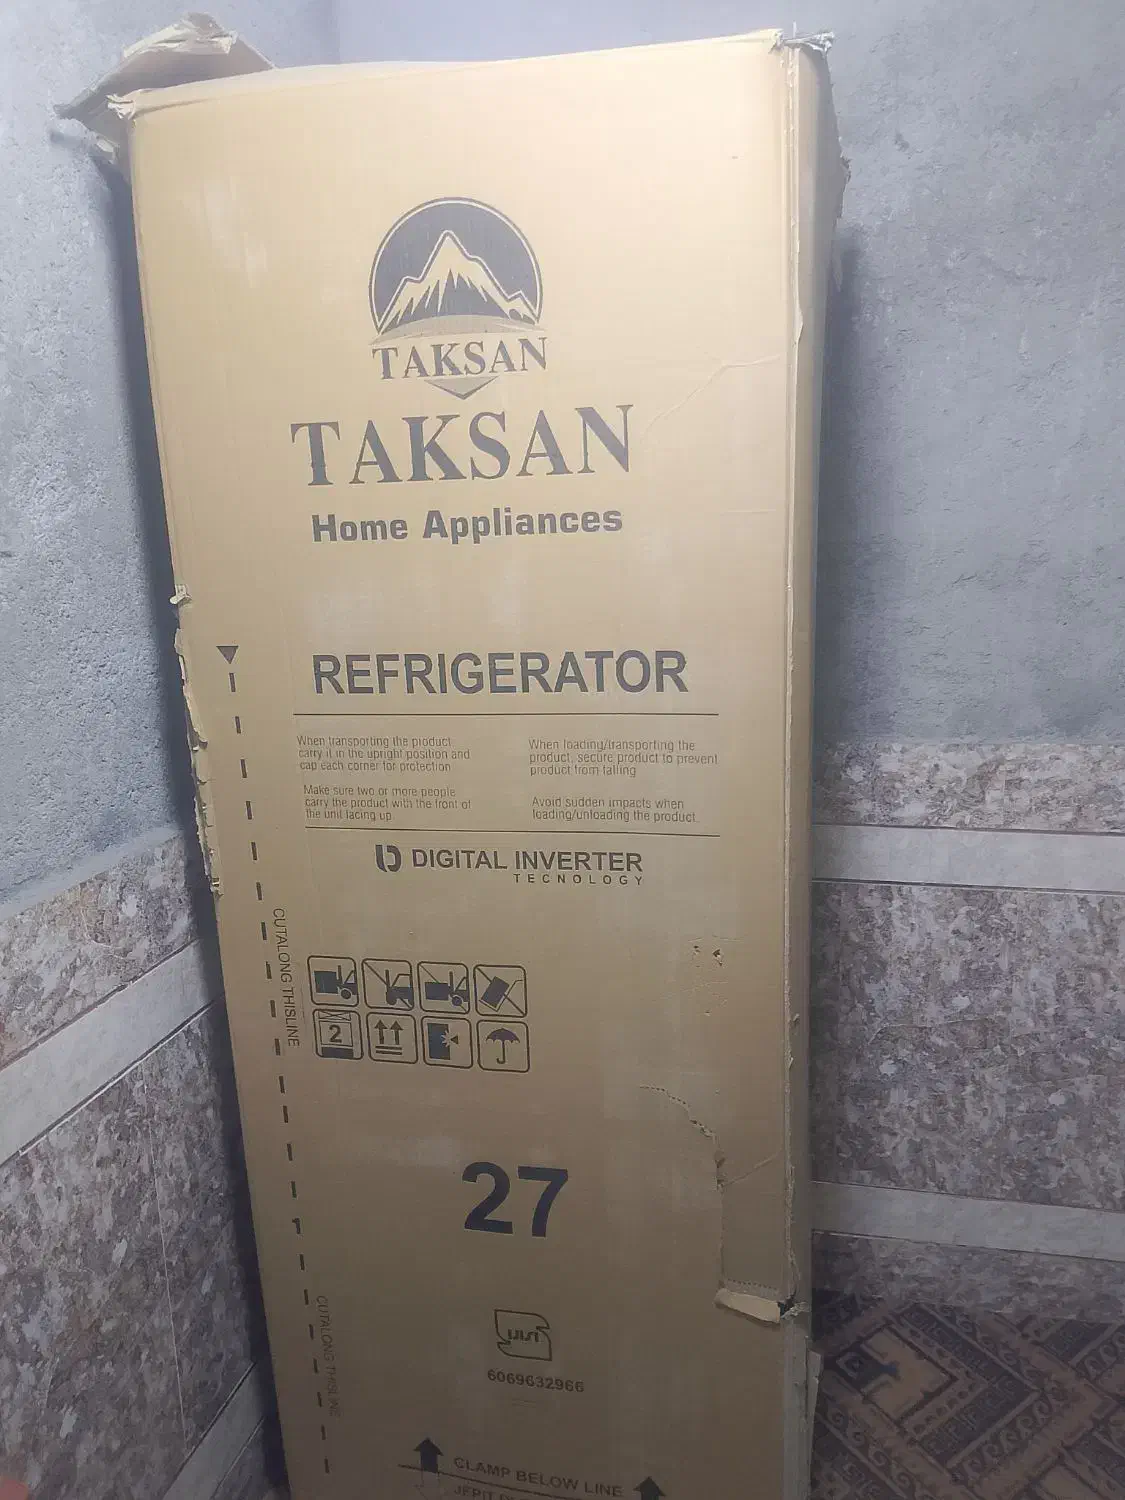 TAKSAN
TAKSAN
Home Appliances
REFRIGERATOR
When transporting the product
carry it in the upright position and
cap each corner for protection
Make sure two or more people
carry the product with the front of
the unit facing up
When loading/transporting the
product, secure product to prevent
product from falling
Avoid sudden impacts when
loading/unloading the product
DIGITAL INVERTER
TECNOLOGY
CUTALONG THISLINE
2
27
6069632966
CUTALONG THISLINE
CLAMP BELOW LINE